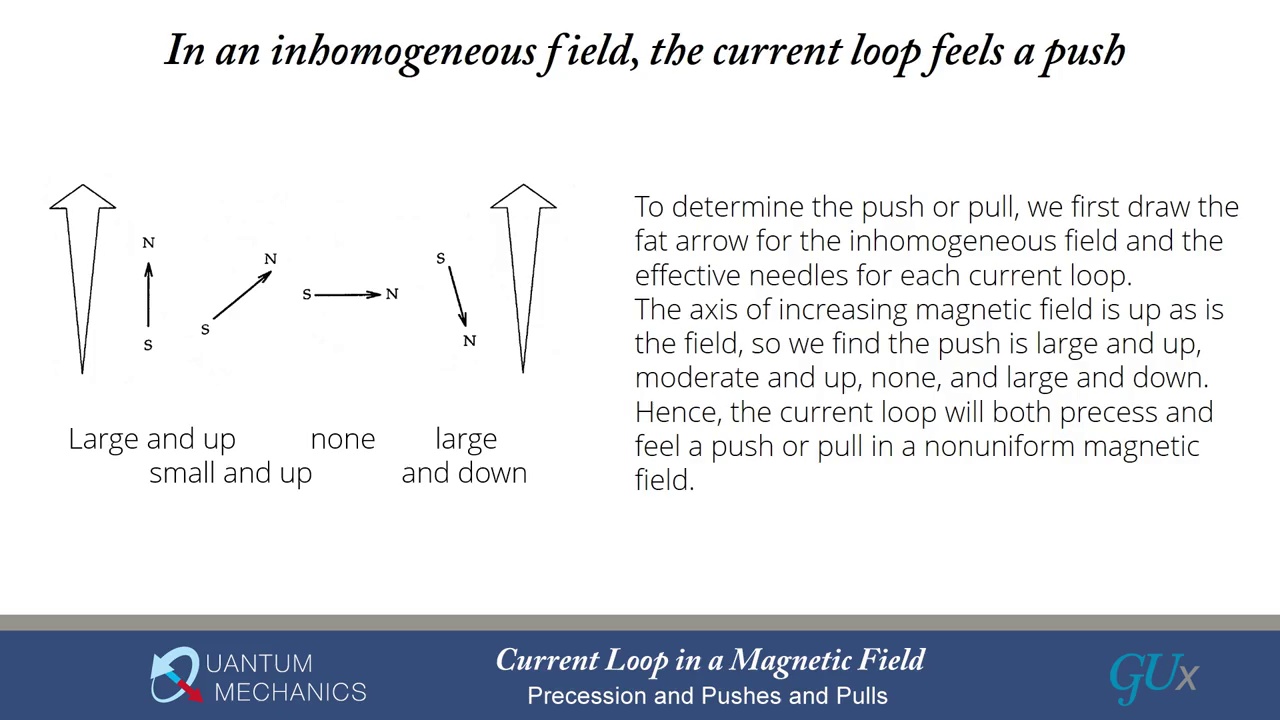 In an inhomogeneous field, the current loop feels a push
N
S
N
S
S
N
S
N
Large and up
none
large
small and up
and down
To determine the push or pull, we first draw the
fat arrow for the inhomogeneous field and the
effective needles for each current loop.
The axis of increasing magnetic field is up as is
the field, so we find the push is large and up,
moderate and up, none, and large and down.
Hence, the current loop will both precess and
feel a push or pull in a nonuniform magnetic
field.
QUANTUM
MECHANICS
Current Loop in a Magnetic Field
Precession and Pushes and Pulls
GUx